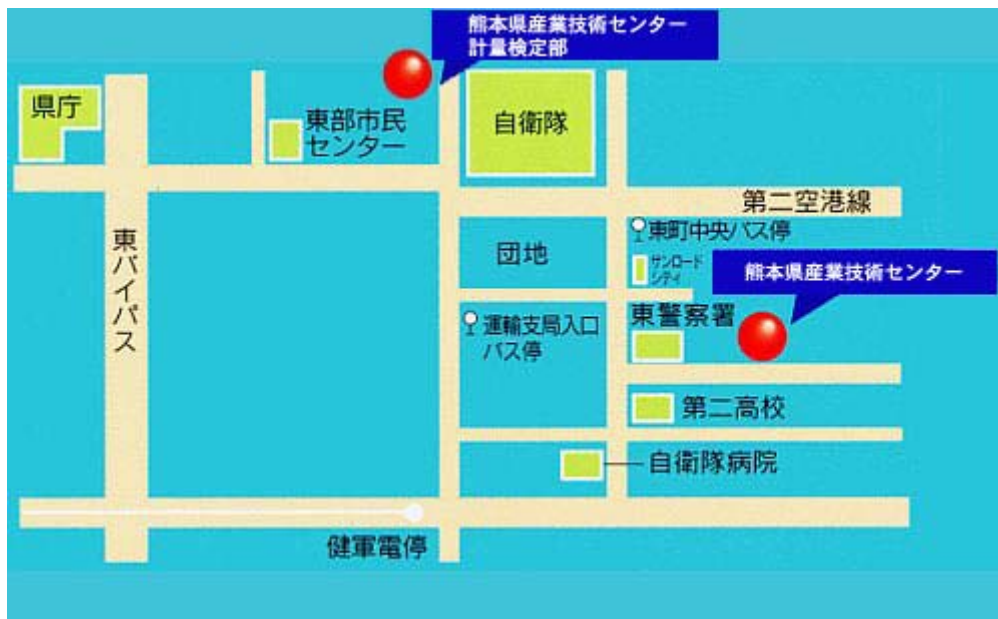 熊本県産業技術センター
計量検定部
県庁
東部市民
センター
自衛隊
第二空港線
東バイパス
団地
東町中央バス停
サンロード
シティ
熊本県産業技術センター
運輸支局入口
バス停
東警察署
第二高校
自衛隊病院
健軍電停